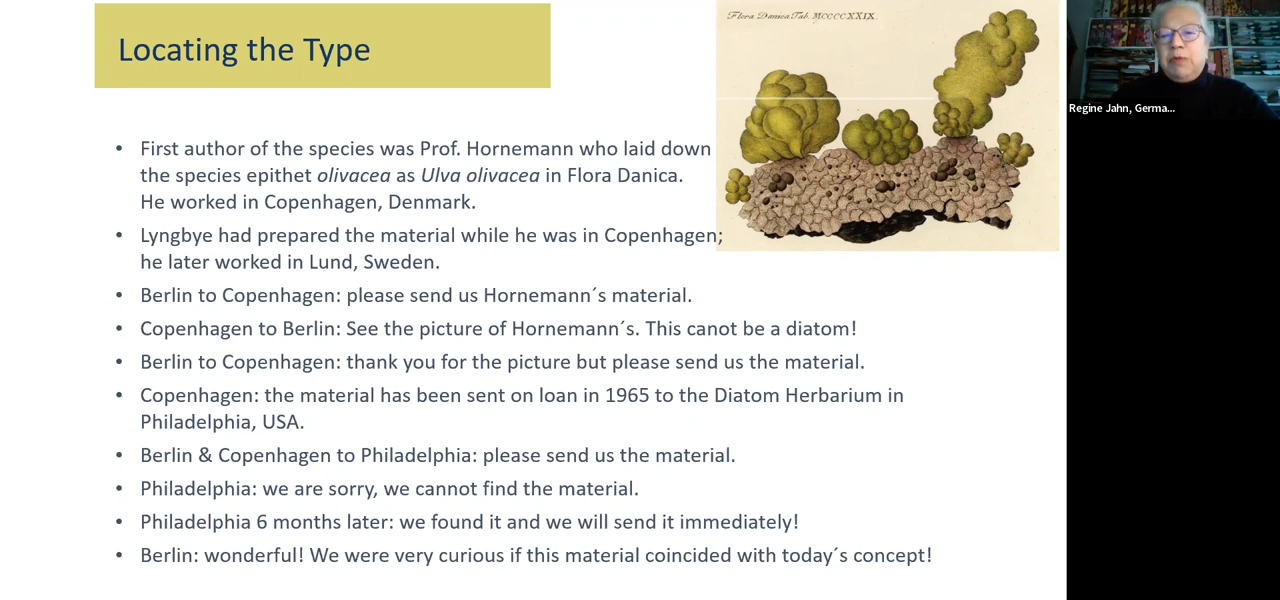 Locating the Type
Flora Danica Tab. MCCCCXXIX.
Regine Jahn, Germa...
• First author of the species was Prof. Hornemann who laid down
the species epithet olivacea as Ulva olivacea in Flora Danica.
He worked in Copenhagen, Denmark.
• Lyngbye had prepared the material while he was in Copenhagen;
he later worked in Lund, Sweden.
• Berlin to Copenhagen: please send us Hornemann´s material.
• Copenhagen to Berlin: See the picture of Hornemann´s. This canot be a diatom!
• Berlin to Copenhagen: thank you for the picture but please send us the material.
• Copenhagen: the material has been sent on loan in 1965 to the Diatom Herbarium in
Philadelphia, USA.
• Berlin & Copenhagen to Philadelphia: please send us the material.
• Philadelphia: we are sorry, we cannot find the material.
• Philadelphia 6 months later: we found it and we will send it immediately!
• Berlin: wonderful! We were very curious if this material coincided with today´s concept!